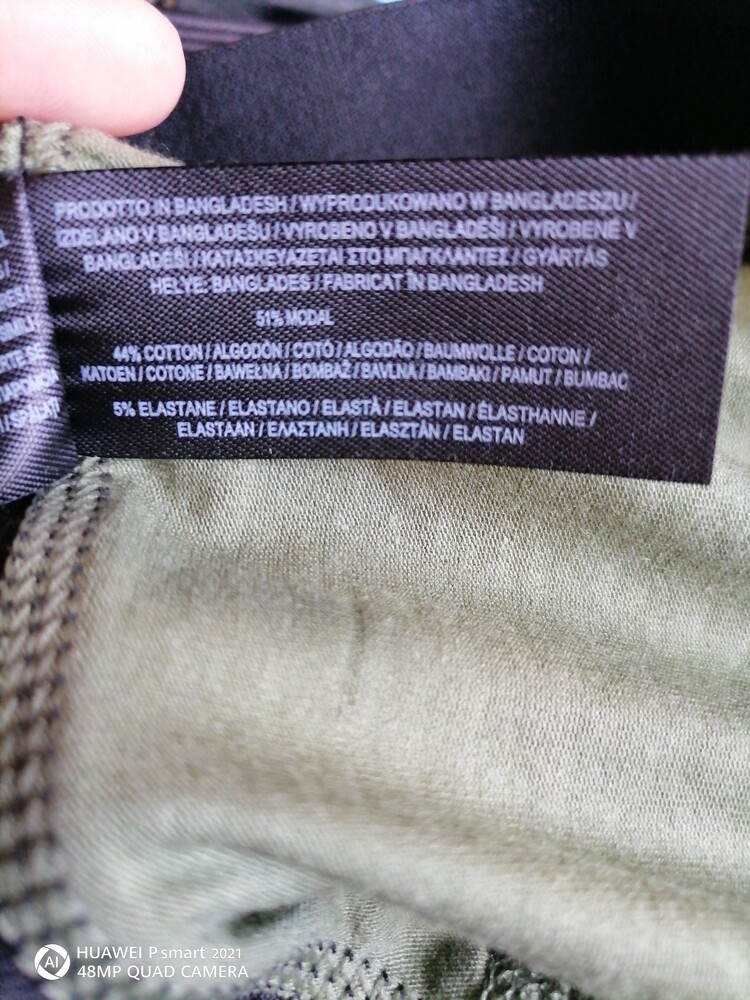 PRODOTTO IN BANGLADESH / WYPRODUKOWANO W BANGLADESZU /
IZDELANO V BANGLADEŠU / VYROBENO V BANGLADÉŠI / VYROBENÉ V
BANGLADÉŠI / ΚΑΤΑΣΚΕΥΑΖΕΤΑΙ ΣΤΟ ΜΠΑΓΚΛΑΝΤΕΣ / GYÁRTÁS
HELYE: BANGLADES / FABRICAT ÎN BANGLADESH
51% MODAL
44% COTTON / ALGODÓN / COTÓ / ALGODÃO / BAUMWOLLE / COTON /
KATOEN / COTONE / BAWEŁNA / BOMBAŽ / BAVLNA / BAMBAKI / PAMUT / BUMBAC
5% ELASTANE / ELASTANO / ELASTÀ / ELASTAN / ÉLASTHANNE /
ELASTAAN / ΕΛΑΣΤΑΝΗ / ELASZTÁN / ELASTAN
HUAWEI P smart 2021
48MP QUAD CAMERA
AI